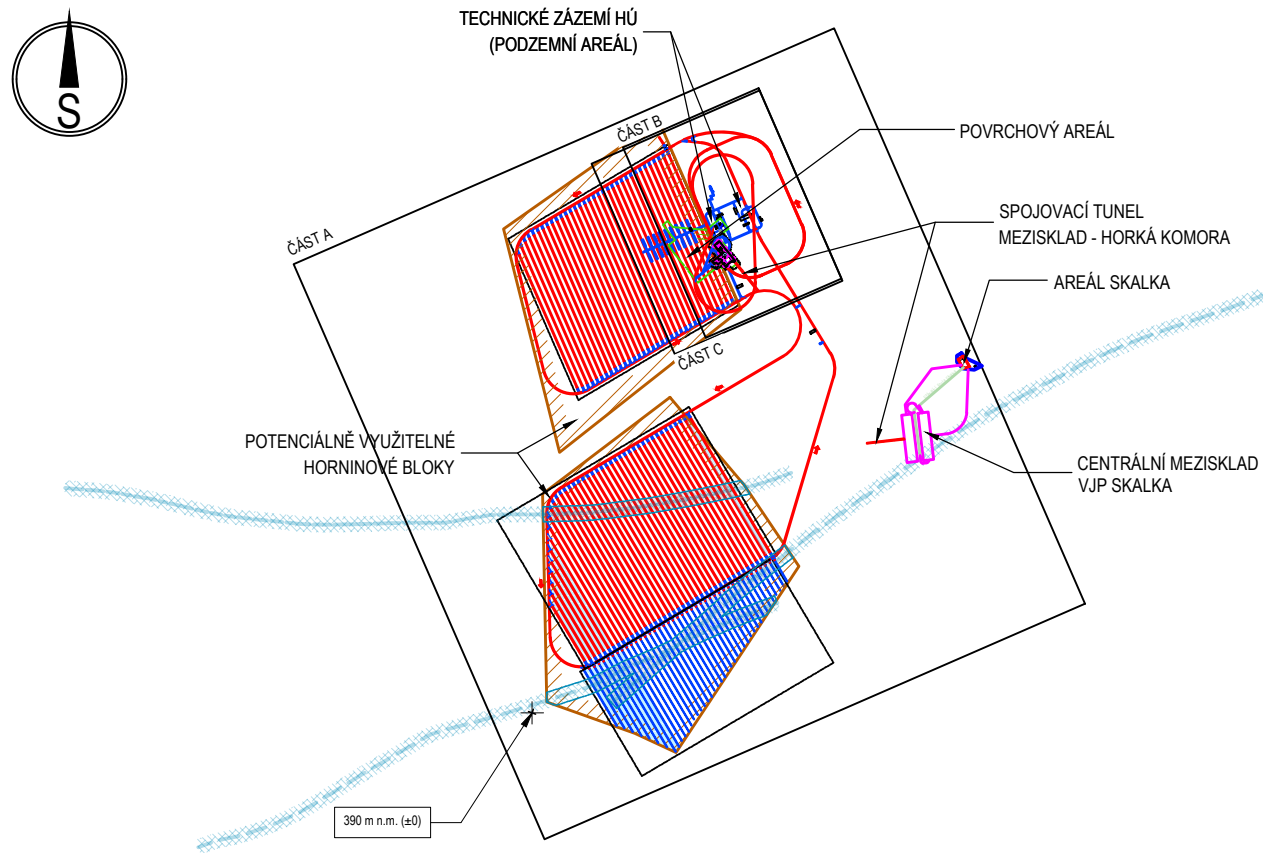 S
TECHNICKÉ ZÁZEMÍ HÚ
(PODZEMNÍ AREÁL)
ČÁST B
POVRCHOVÝ AREÁL
SPOJOVACÍ TUNEL
MEZISKLAD - HORKÁ KOMORA
ČÁST A
AREÁL SKALKA
ČÁST C
POTENCIÁLNĚ VYUŽITELNÉ
HORNINOVÉ BLOKY
CENTRÁLNÍ MEZISKLAD
VJP SKALKA
390 m n.m. (±0)